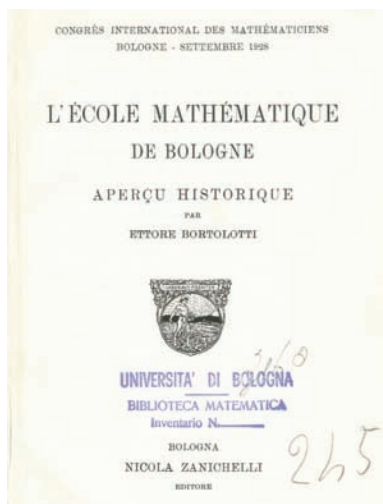 CONGRÈS INTERNATIONAL DES MATHÉMATICIENS
BOLOGNE - SETTEMBRE 1928
L'ÉCOLE MATHÉMATIQUE
DE BOLOGNE
APERÇU HISTORIQUE
PAR
ETTORE BORTOLOTTI
UNIVERSITA' DI BOLOGNA
BIBLIOTECA MATEMATICA
Inventario N.
BOLOGNA
NICOLA ZANICHELLI
EDITORE
245